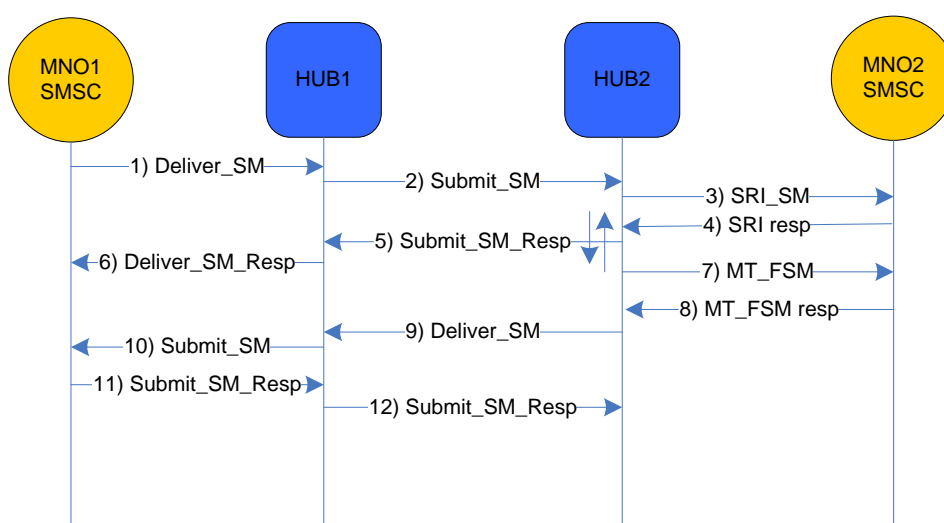 MNO1
SMSC
HUB1
HUB2
MNO2
SMSC
1) Deliver_SM
2) Submit_SM
3) SRI_SM
4) SRI resp
5) Submit_SM_Resp
6) Deliver_SM_Resp
7) MT_FSM
8) MT_FSM resp
9) Deliver_SM
10) Submit_SM
11) Submit_SM_Resp
12) Submit_SM_Resp